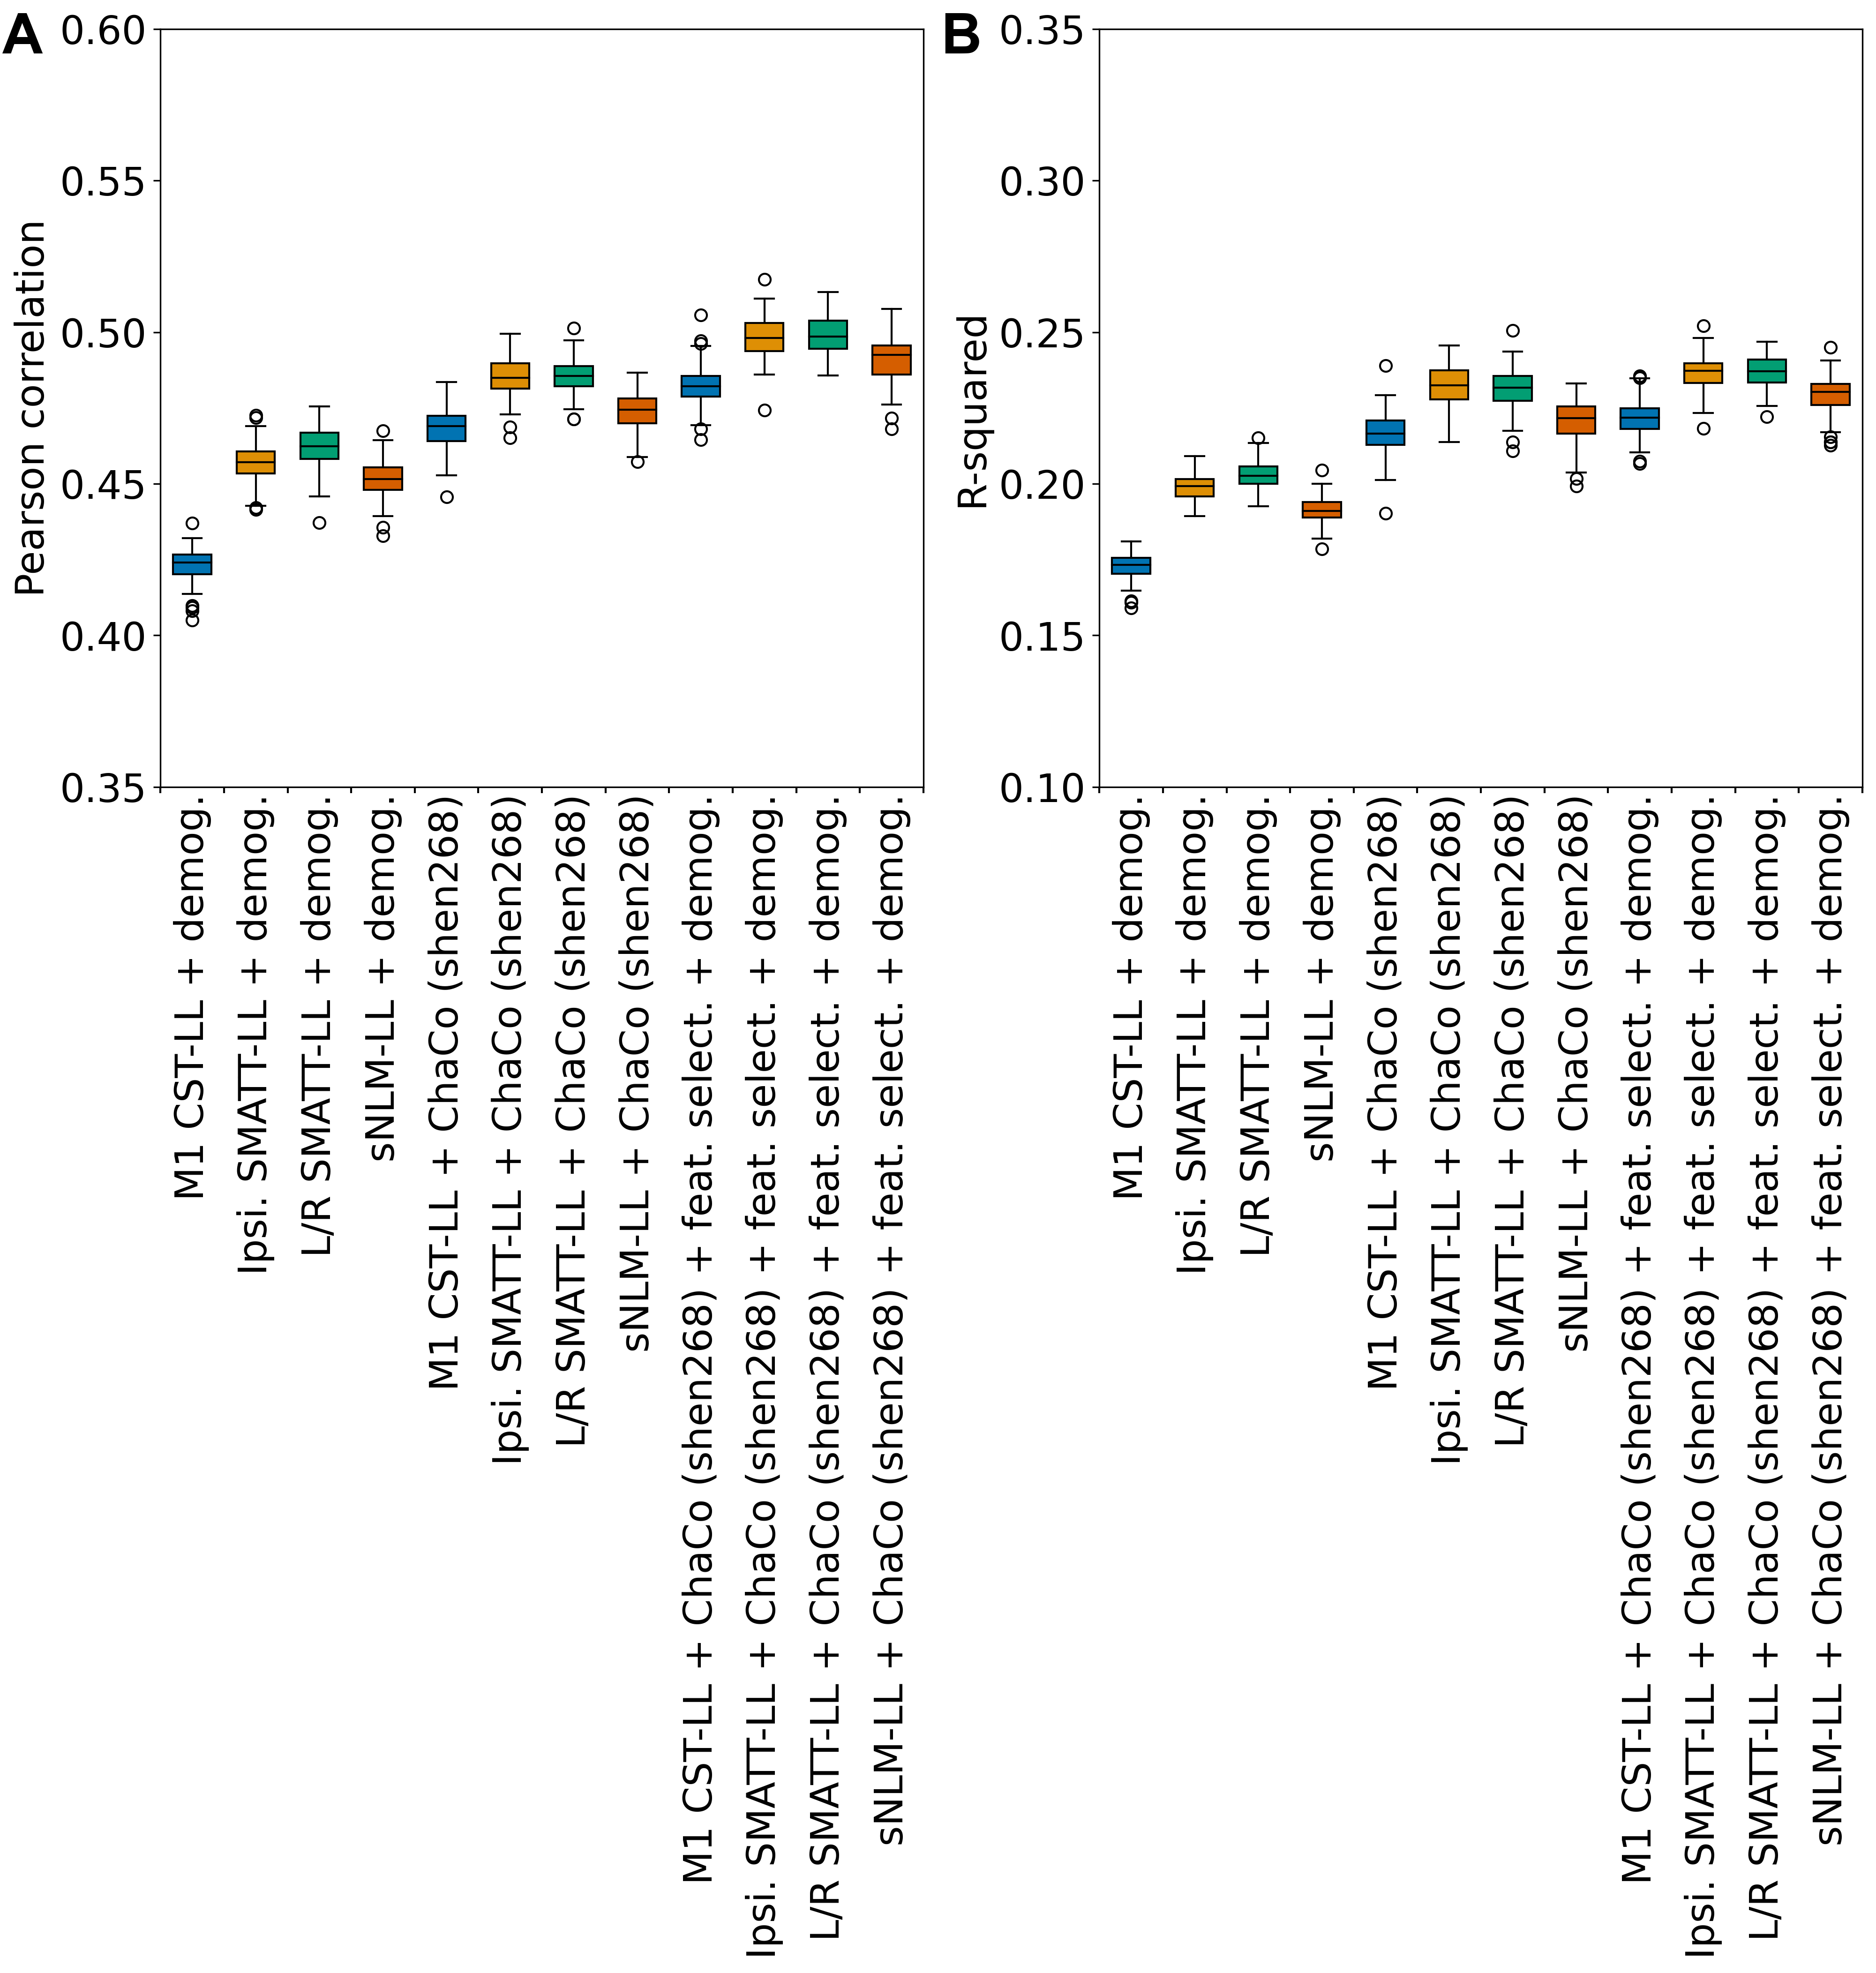 A
0.60
0.55
0.50
0.45
0.40
0.35
Pearson correlation
M1 CST-LL + demog.
Ipsi. SMATT-LL + demog.
L/R SMATT-LL + demog.
sNLM-LL + demog.
M1 CST-LL + ChaCo (shen268)
Ipsi. SMATT-LL + ChaCo (shen268)
L/R SMATT-LL + ChaCo (shen268)
sNLM-LL + ChaCo (shen268)
M1 CST-LL + ChaCo (shen268) + feat. select. + demog.
Ipsi. SMATT-LL + ChaCo (shen268) + feat. select. + demog.
L/R SMATT-LL + ChaCo (shen268) + feat. select. + demog.
sNLM-LL + ChaCo (shen268) + feat. select. + demog.
B
0.35
0.30
0.25
0.20
0.15
0.10
R-squared
M1 CST-LL + demog.
Ipsi. SMATT-LL + demog.
L/R SMATT-LL + demog.
sNLM-LL + demog.
M1 CST-LL + ChaCo (shen268)
Ipsi. SMATT-LL + ChaCo (shen268)
L/R SMATT-LL + ChaCo (shen268)
sNLM-LL + ChaCo (shen268)
M1 CST-LL + ChaCo (shen268) + feat. select. + demog.
Ipsi. SMATT-LL + ChaCo (shen268) + feat. select. + demog.
L/R SMATT-LL + ChaCo (shen268) + feat. select. + demog.
sNLM-LL + ChaCo (shen268) + feat. select. + demog.